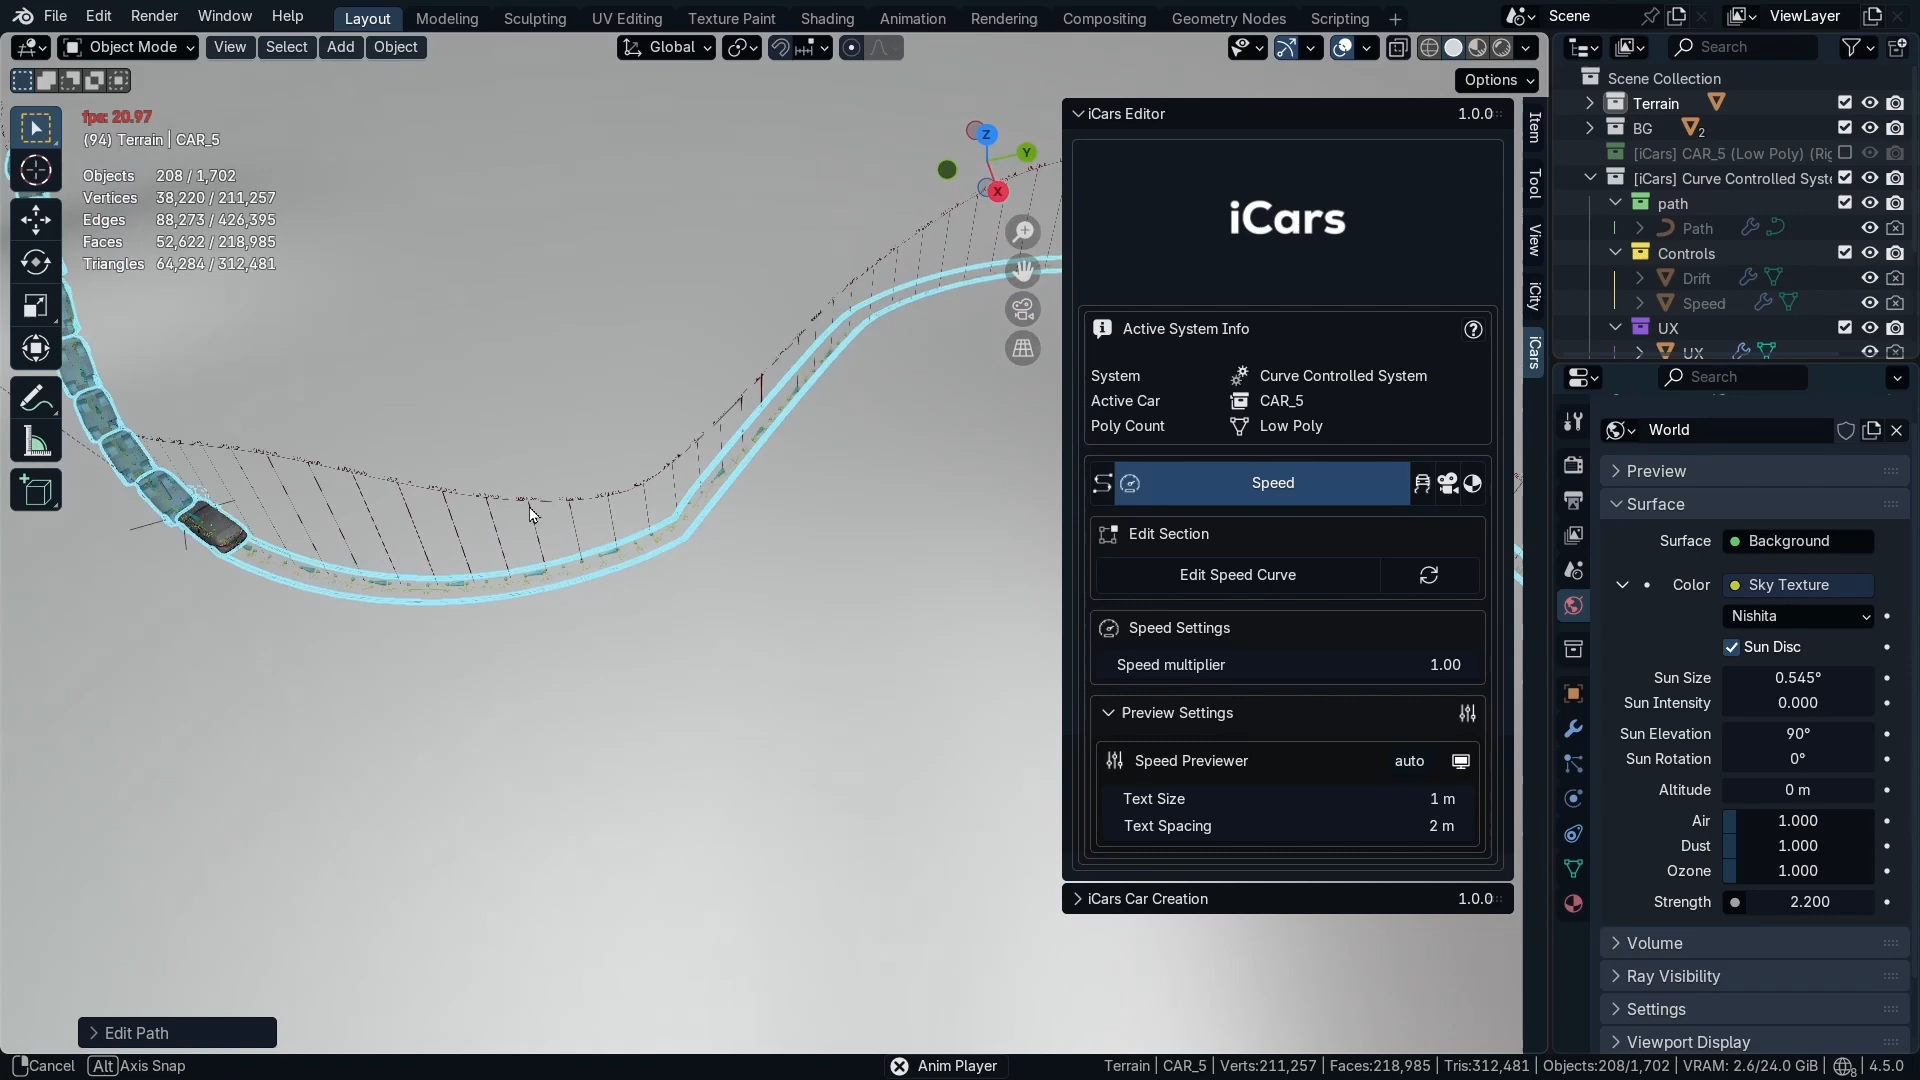 File Edit Render Window Help Layout Modeling Sculpting UV Editing Texture Paint Shading Animation Rendering Compositing Geometry Nodes Scripting + Scene ViewLayer
Object Mode View Select Add Object Global Search
Options
fps: 20.97
(94) Terrain | CAR_5
Objects 208 / 1,702
Vertices 38,220 / 211,257
Edges 88,273 / 426,395
Faces 52,622 / 218,985
Triangles 64,284 / 312,481
Z
Y
X
iCars Editor 1.0.0
iCars
Active System Info
System Curve Controlled System
Active Car CAR_5
Poly Count Low Poly
Speed
Edit Section
Edit Speed Curve
Speed Settings
Speed multiplier 1.00
Preview Settings
Speed Previewer auto
Text Size 1 m
Text Spacing 2 m
iCars Car Creation 1.0.0
Item
Tool
View
iCity
iCars
Scene Collection
Terrain
BG 2
[iCars] CAR_5 (Low Poly) (Rig
[iCars] Curve Controlled Syste
path
Path
Controls
Drift
Speed
UX
UX
Search
World
Preview
Surface
Surface Background
Color Sky Texture
Nishita
Sun Disc
Sun Size 0.545°
Sun Intensity 0.000
Sun Elevation 90°
Sun Rotation 0°
Altitude 0 m
Air 1.000
Dust 1.000
Ozone 1.000
Strength 2.200
Volume
Ray Visibility
Settings
Viewport Display
Edit Path
Cancel Alt Axis Snap Anim Player Terrain | CAR_5 | Verts:211,257 | Faces:218,985 | Tris:312,481 | Objects:208/1,702 | VRAM: 2.6/24.0 GiB | 8 | 4.5.0